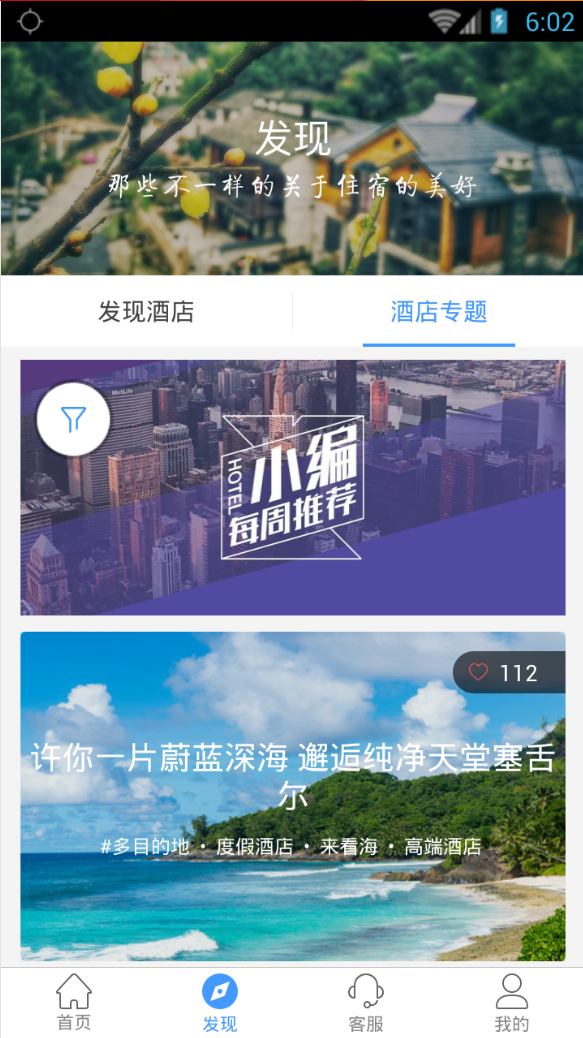 6:02
发现
那些不一样的关于住宿的美好
发现酒店
酒店专题
MetLife
小编
HOTEL
每周推荐
112
许你一片蔚蓝深海 邂逅纯净天堂塞舌
尔
#多目的地 • 度假酒店 • 来看海 • 高端酒店
首页
发现
客服
我的